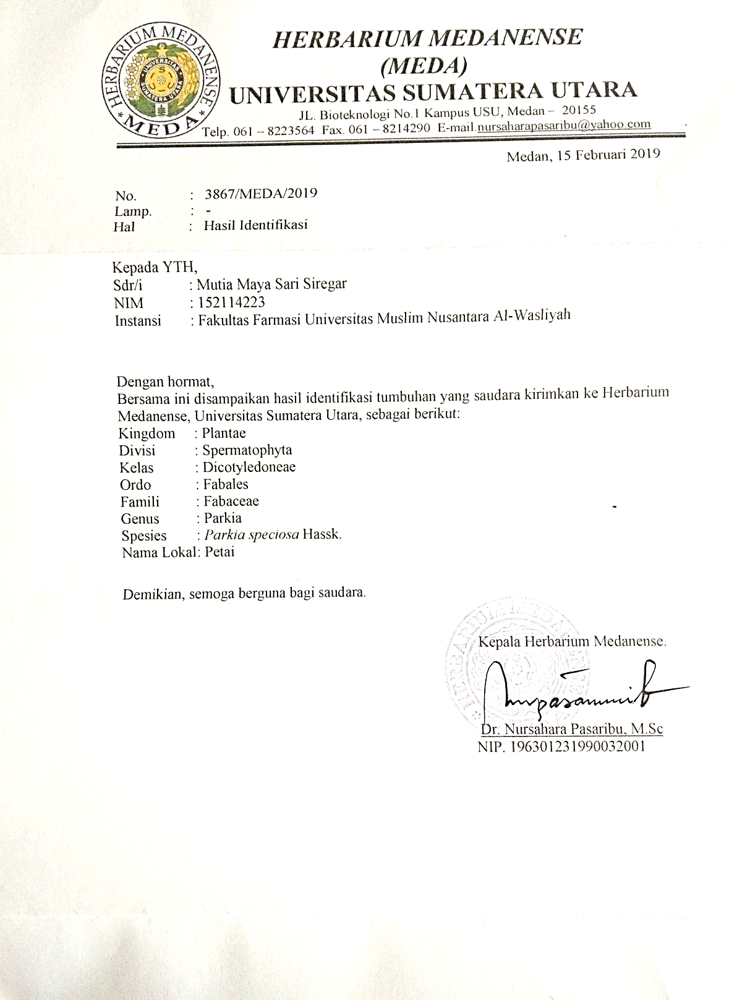 HERBARIUM MEDANENSE
MEDA
UNIVERSITAS
SUMATERA UTARA
HERBARIUM MEDANENSE
(MEDA)
UNIVERSITAS SUMATERA UTARA
JL. Bioteknologi No.1 Kampus USU, Medan – 20155
Telp. 061 – 8223564 Fax. 061 – 8214290 E-mail.nursaharapasaribu@yahoo.com
Medan, 15 Februari 2019
No. : 3867/MEDA/2019
Lamp. : -
Hal : Hasil Identifikasi
Kepada YTH,
Sdr/i : Mutia Maya Sari Siregar
NIM : 152114223
Instansi : Fakultas Farmasi Universitas Muslim Nusantara Al-Wasliyah
Dengan hormat,
Bersama ini disampaikan hasil identifikasi tumbuhan yang saudara kirimkan ke Herbarium
Medanense, Universitas Sumatera Utara, sebagai berikut:
Kingdom : Plantae
Divisi : Spermatophyta
Kelas : Dicotyledoneae
Ordo : Fabales
Famili : Fabaceae
Genus : Parkia
Spesies : Parkia speciosa Hassk.
Nama Lokal: Petai
Demikian, semoga berguna bagi saudara.
Kepala Herbarium Medanense.
Dr. Nursahara Pasaribu, M.Sc
NIP. 196301231990032001